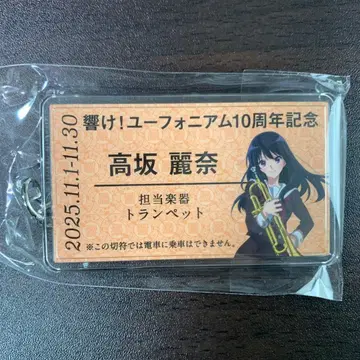 響け!ユーフォニアム10周年記念
高坂 麗奈
担当楽器
トランペット
※この切符では電車に乗車はできません。
2025.11.1-11.30